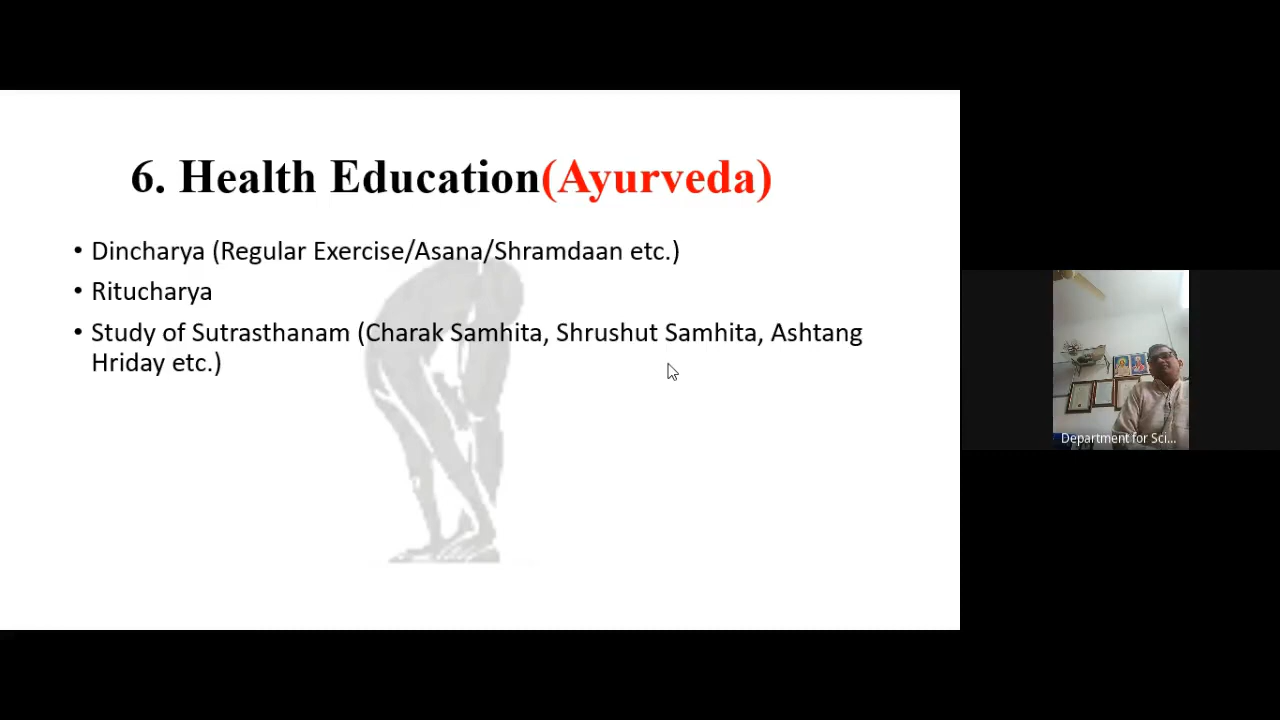 6. Health Education(Ayurveda)
• Dincharya (Regular Exercise/Asana/Shramdaan etc.)
• Ritucharya
• Study of Sutrasthanam (Charak Samhita, Shrushut Samhita, Ashtang
Hriday etc.)
Department for Sci...